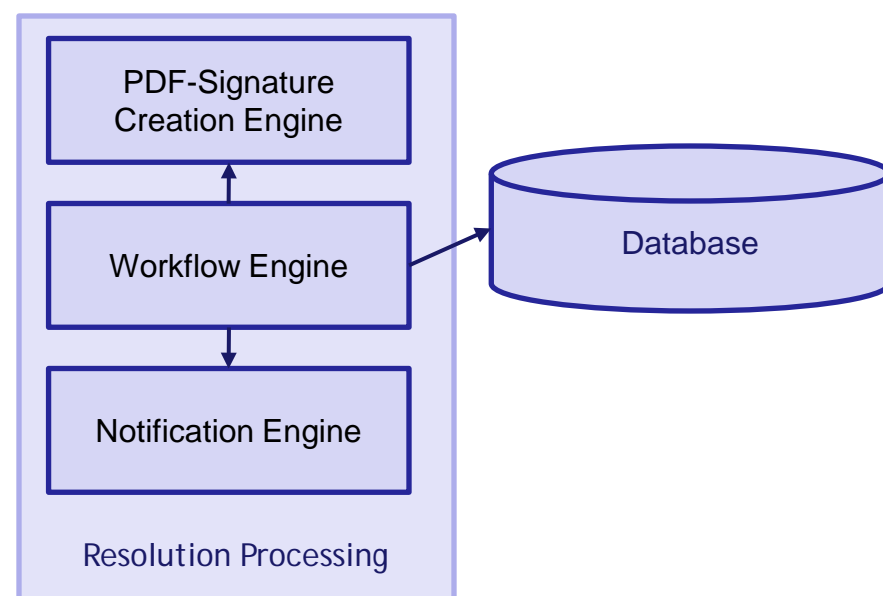 PDF-Signature
Creation Engine
Workflow Engine
Database
Notification Engine
Resolution Processing